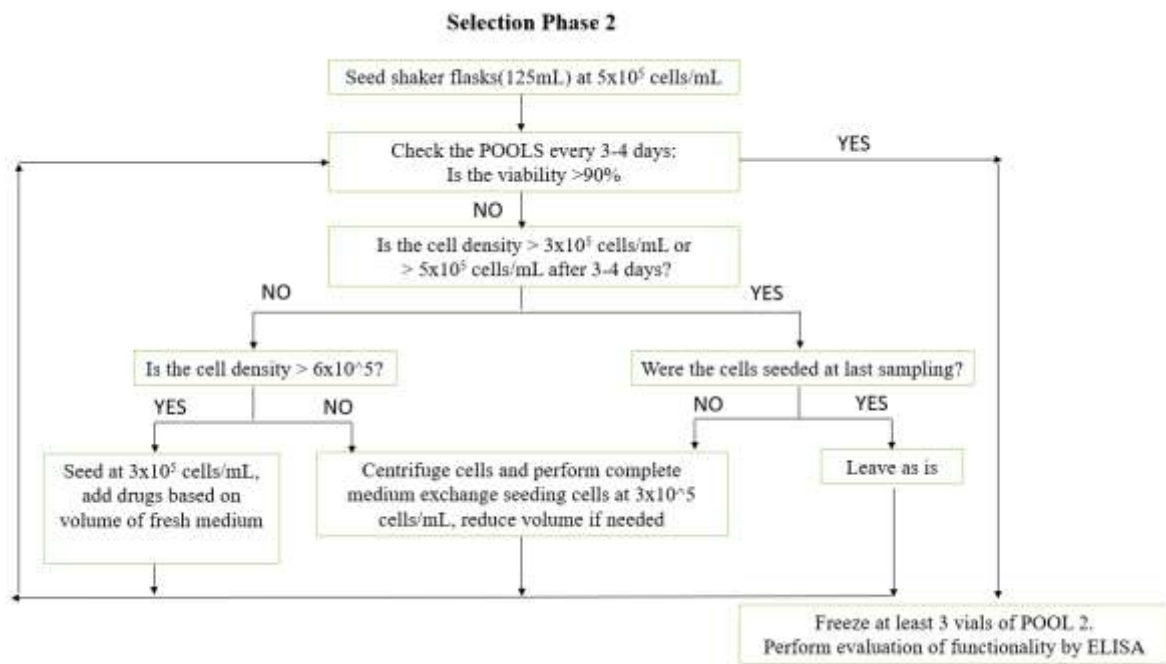 Selection Phase 2
Seed shaker flasks(125mL) at 5x10⁵ cells/mL
Check the POOLS every 3-4 days:
Is the viability >90%
YES
NO
Is the cell density > 3x10⁵ cells/mL or
> 5x10⁵ cells/mL after 3-4 days?
NO
YES
Is the cell density > 6x10^5?
Were the cells seeded at last sampling?
YES
NO
NO
YES
Seed at 3x10⁵ cells/mL,
add drugs based on
volume of fresh medium
Centrifuge cells and perform complete
medium exchange seeding cells at 3x10^5
cells/mL, reduce volume if needed
Leave as is
Freeze at least 3 vials of POOL 2.
Perform evaluation of functionality by ELISA